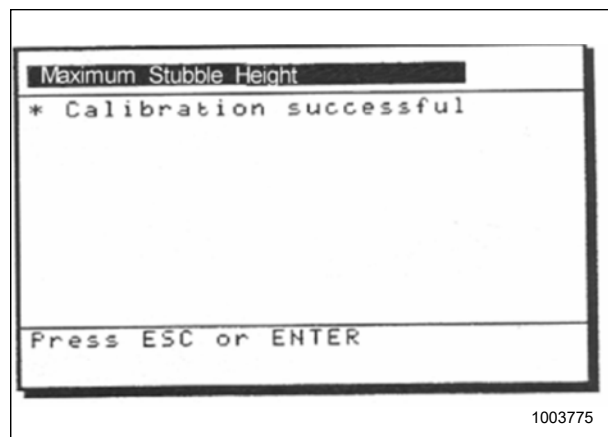 Maximum Stubble Height
* Calibration successful
Press ESC or ENTER
1003775